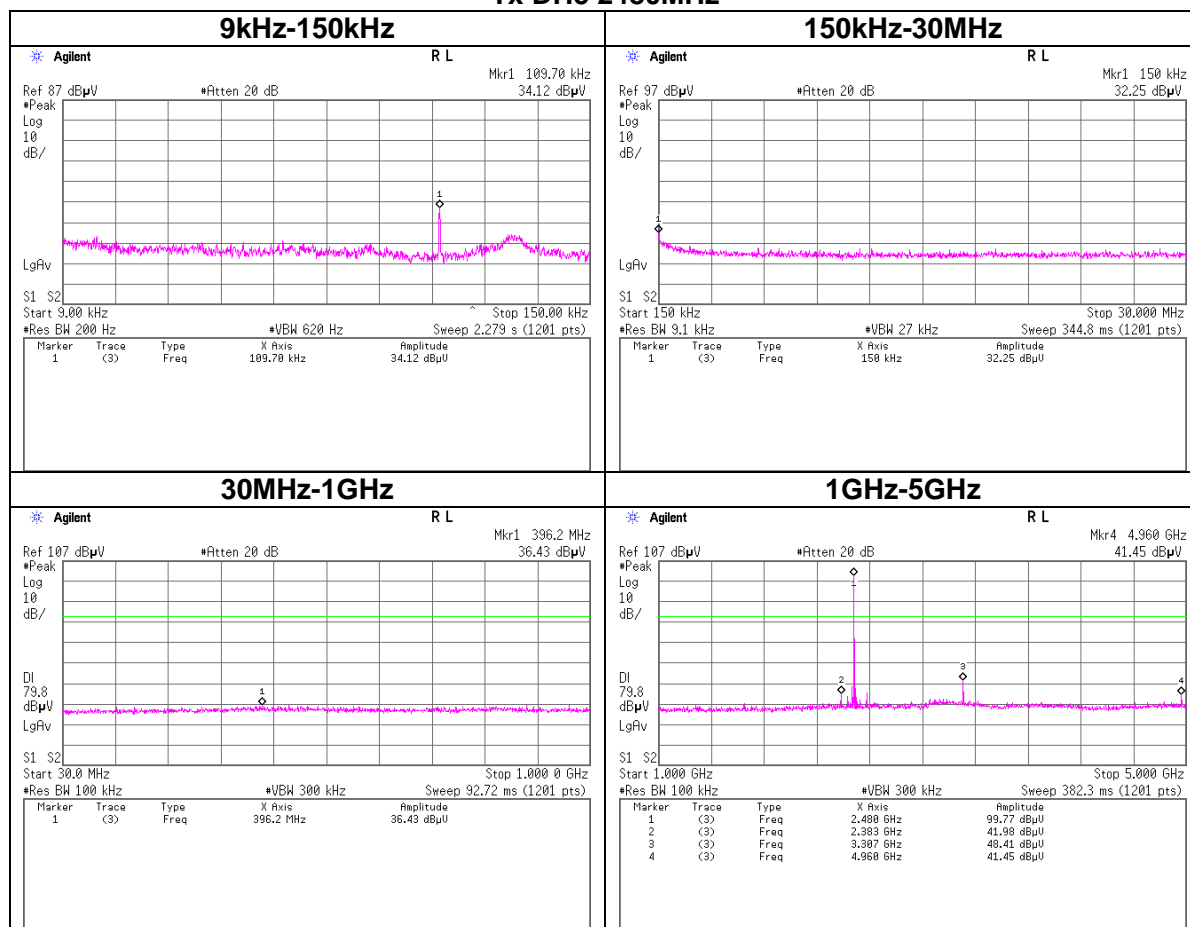 Tx DH5 2480MHz
9kHz-150kHz
150kHz-30MHz
Agilent R L
Mkr1 109.70 kHz
Ref 87 dBµV #Atten 20 dB 34.12 dBµV
#Peak
Log
10
dB/
1
LgAv
S1 S2
Start 9.00 kHz ^ Stop 150.00 kHz
#Res BW 200 Hz #VBW 620 Hz Sweep 2.279 s (1201 pts)
Marker Trace Type X Axis Amplitude
1 (3) Freq 109.70 kHz 34.12 dBµV
Agilent R L
Mkr1 150 kHz
Ref 97 dBµV #Atten 20 dB 32.25 dBµV
#Peak
Log
10
dB/
1
LgAv
S1 S2
Start 150 kHz Stop 30.000 MHz
#Res BW 9.1 kHz #VBW 27 kHz Sweep 344.8 ms (1201 pts)
Marker Trace Type X Axis Amplitude
1 (3) Freq 150 kHz 32.25 dBµV
30MHz-1GHz
1GHz-5GHz
Agilent R L
Mkr1 396.2 MHz
Ref 107 dBµV #Atten 20 dB 36.43 dBµV
#Peak
Log
10
dB/
DI
79.8
dBµV
1
LgAv
S1 S2
Start 30.0 MHz Stop 1.000 0 GHz
#Res BW 100 kHz #VBW 300 kHz Sweep 92.72 ms (1201 pts)
Marker Trace Type X Axis Amplitude
1 (3) Freq 396.2 MHz 36.43 dBµV
Agilent R L
Mkr4 4.960 GHz
Ref 107 dBµV #Atten 20 dB 41.45 dBµV
#Peak
Log
10
dB/
1
3
DI
2 4
79.8
dBµV
LgAv
S1 S2
Start 1.000 GHz Stop 5.000 GHz
#Res BW 100 kHz #VBW 300 kHz Sweep 382.3 ms (1201 pts)
Marker Trace Type X Axis Amplitude
1 (3) Freq 2.480 GHz 99.77 dBµV
2 (3) Freq 2.383 GHz 41.98 dBµV
3 (3) Freq 3.307 GHz 48.41 dBµV
4 (3) Freq 4.960 GHz 41.45 dBµV